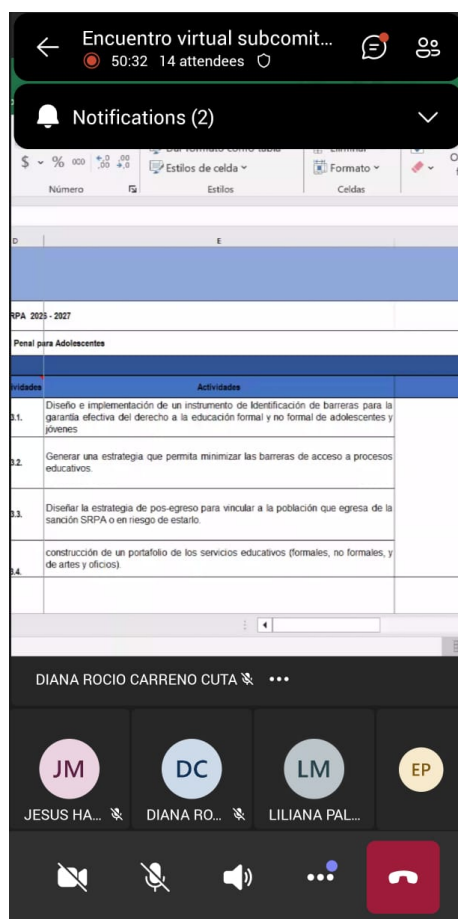 Encuentro virtual subcomit...
50:32 14 attendees
Notifications (2)
$ % 000
Estilos de celda
Formato
Número
Estilos
Celdas
D
E
RPA 2025 - 2027
Penal para Adolescentes
ividades
Actividades
3.1.
Diseño e implementación de un instrumento de Identificación de barreras para la
garantía efectiva del derecho a la educación formal y no formal de adolescentes y
jóvenes
3.2.
Generar una estrategia que permita minimizar las barreras de acceso a procesos
educativos.
3.3.
Diseñar la estrategia de pos-egreso para vincular a la población que egresa de la
sanción SRPA o en riesgo de estarlo.
3.4.
construcción de un portafolio de los servicios educativos (formales, no formales, y
de artes y oficios).
DIANA ROCIO CARRENO CUTA
JM
DC
LM
EP
JESUS HA...
DIANA RO...
LILIANA PAL...